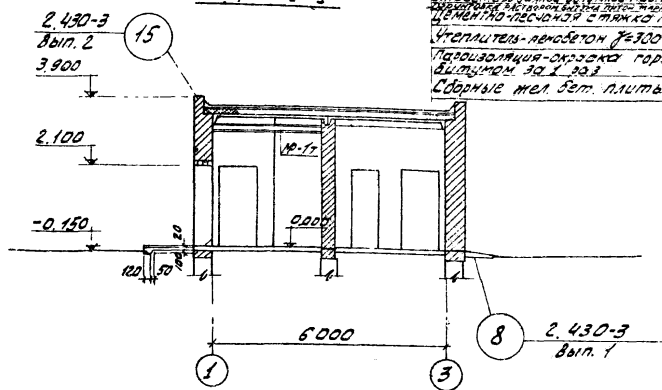 Цементно-песчаная стяжка
Утеплитель-пенобетон γ=300
Пароизоляция-окраска гор.
битумом за 1 раз
Сборные жел. бет. плиты
2.430-3
Вып. 2
15
3.900
2.100
-0.150
0.000
20
100
120
50
6000
1
3
8
2.430-3
Вып. 1